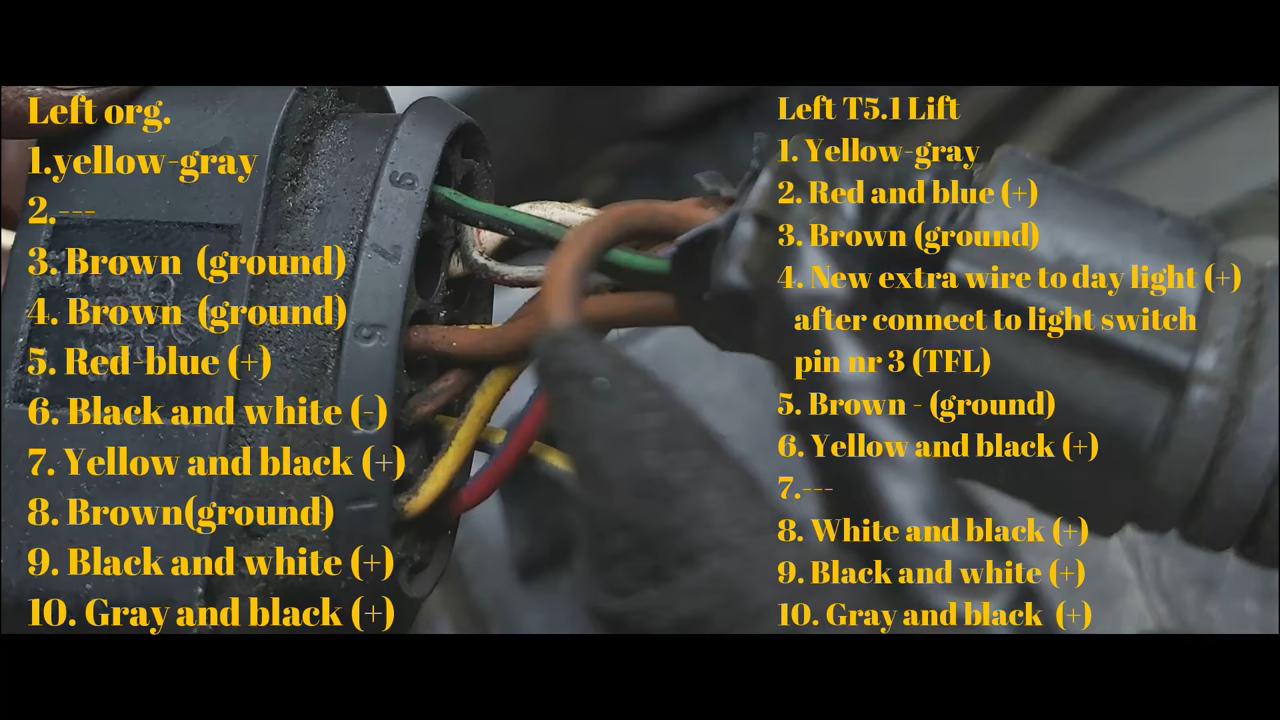 Left org.
1.yellow-gray
2.---
3. Brown (ground)
4. Brown (ground)
5. Red-blue (+)
6. Black and white (-)
7. Yellow and black (+)
8. Brown(ground)
9. Black and white (+)
10. Gray and black (+)
Left T5.1 Lift
1. Yellow-gray
2. Red and blue (+)
3. Brown (ground)
4. New extra wire to day light (+)
after connect to light switch
pin nr 3 (TFL)
5. Brown - (ground)
6. Yellow and black (+)
7.---
8. White and black (+)
9. Black and white (+)
10. Gray and black (+)